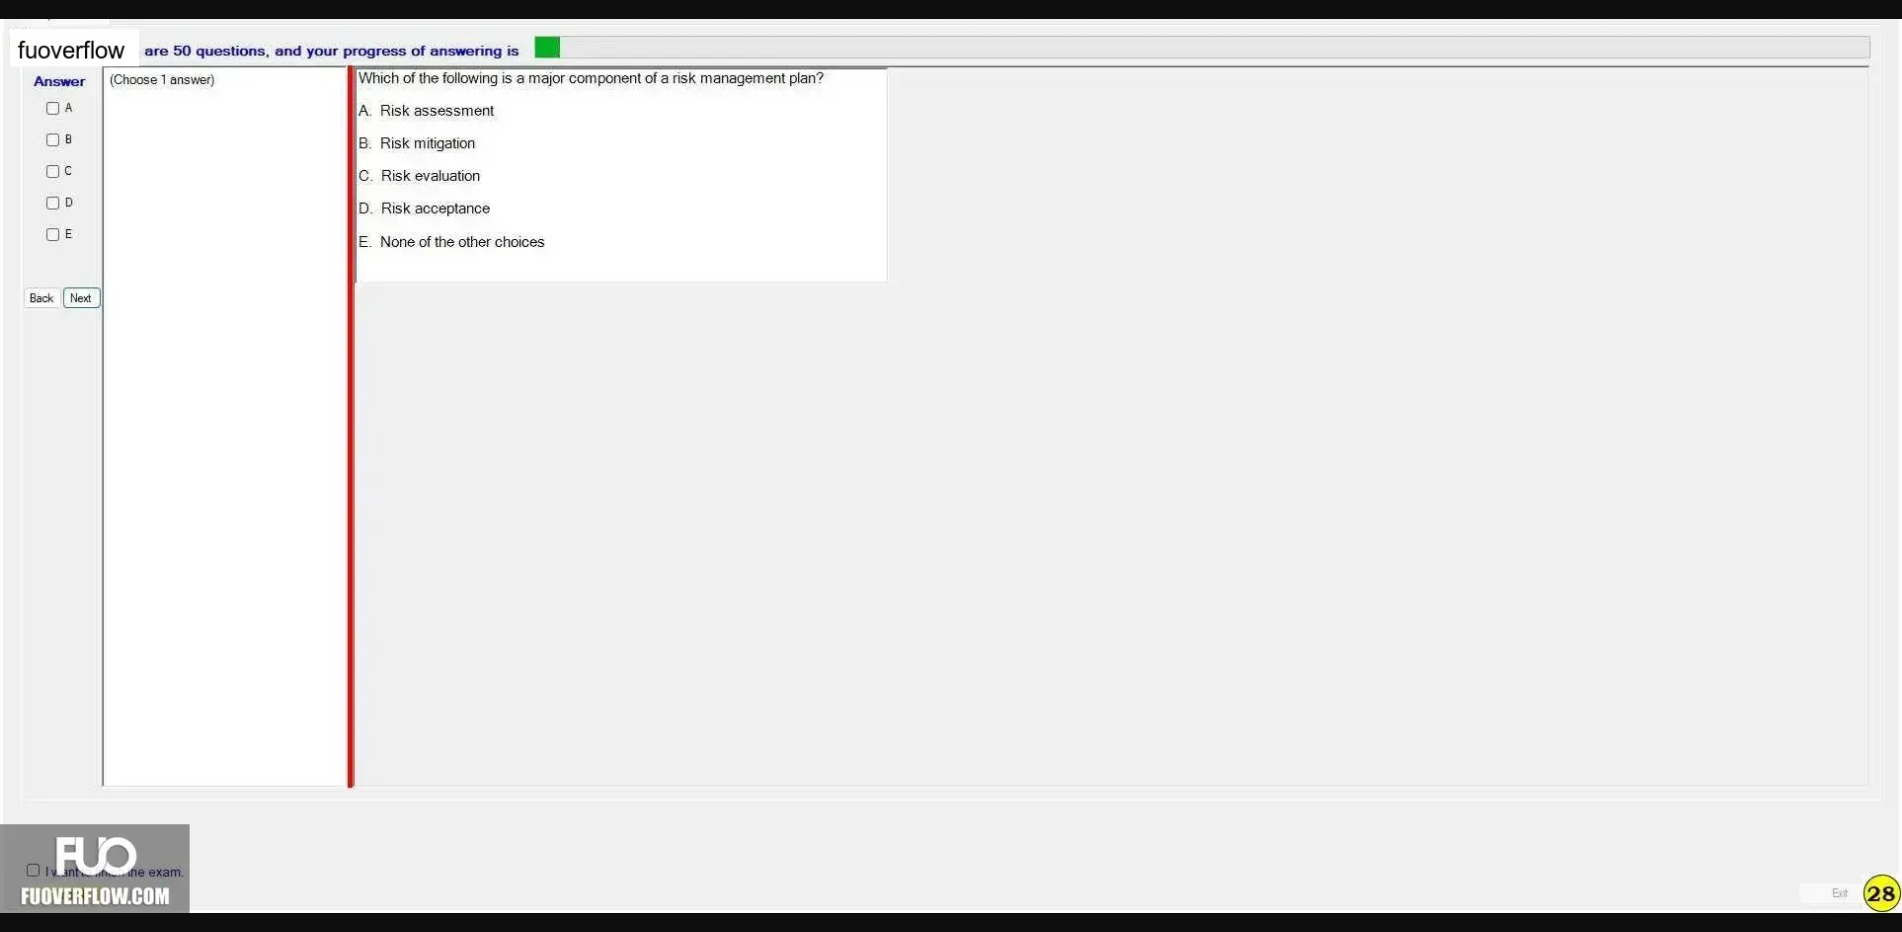 fuoverflow are 50 questions, and your progress of answering is
Answer
(Choose 1 answer)
A
B
C
D
E
Back Next
Which of the following is a major component of a risk management plan?
A. Risk assessment
B. Risk mitigation
C. Risk evaluation
D. Risk acceptance
E. None of the other choices
FUO
I want the exam.
FUOVERFLOW.COM
Exit
28